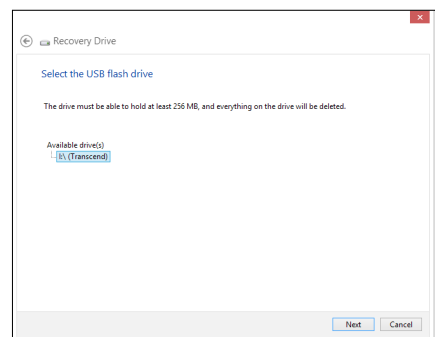 Recovery Drive
Select the USB flash drive
The drive must be able to hold at least 256 MB, and everything on the drive will be deleted.
Available drive(s)
I:\ (Transcend)
Next Cancel